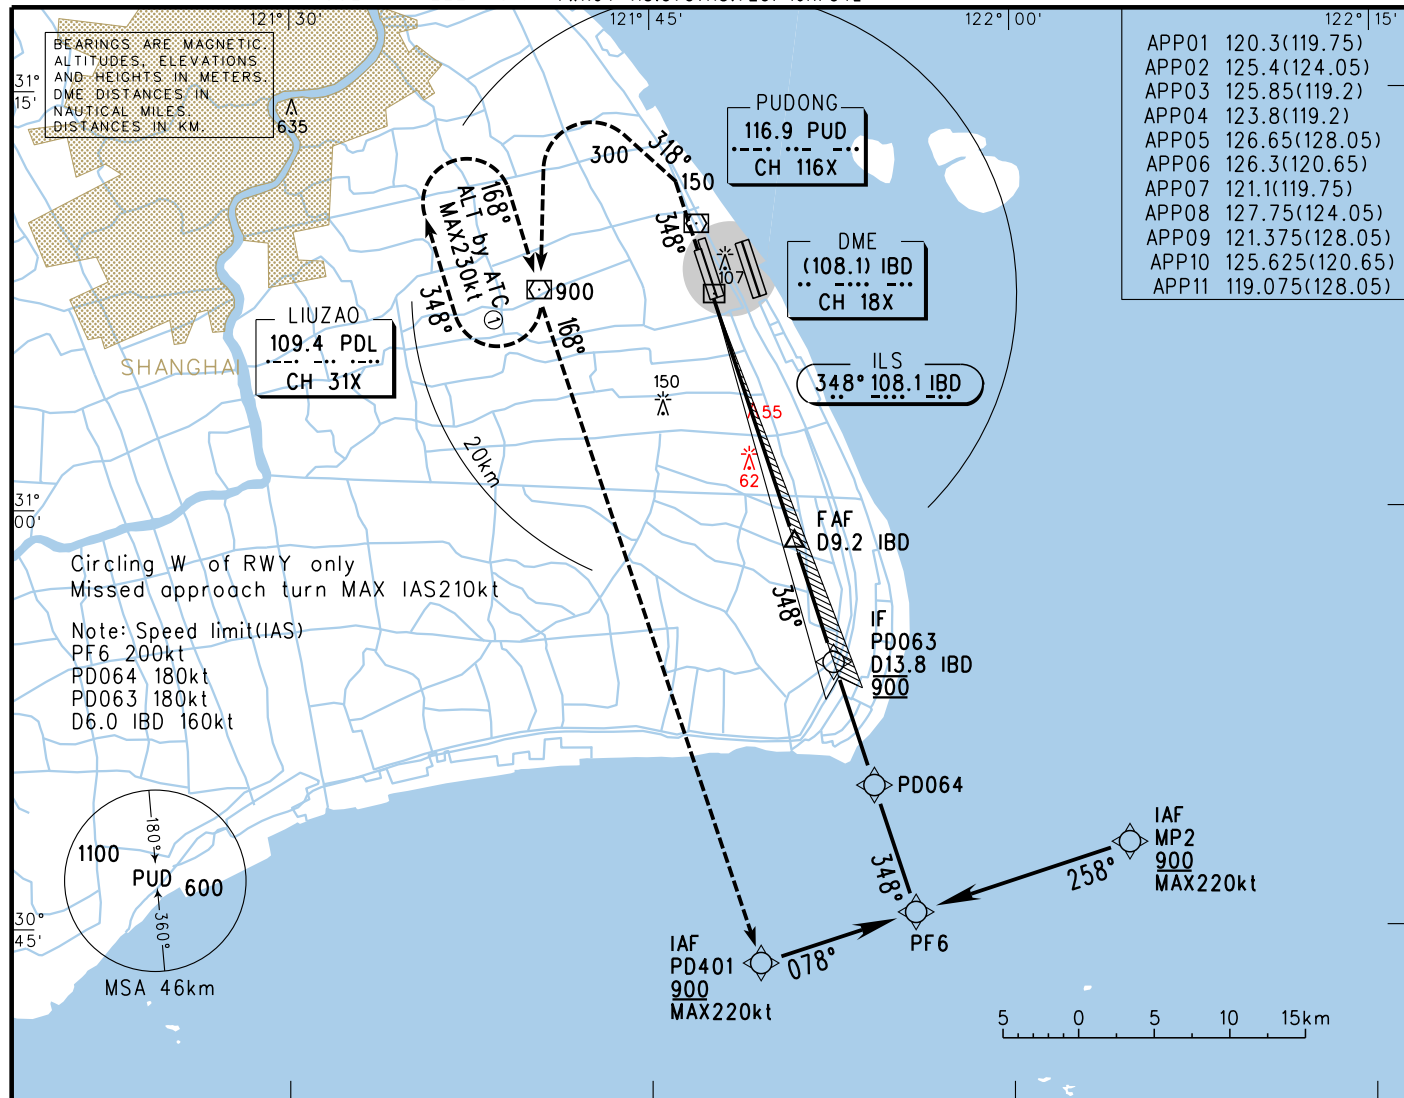 121° 30'
121° 45'
122° 00'
122° 15'
BEARINGS ARE MAGNETIC.
ALTITUDES, ELEVATIONS
AND HEIGHTS IN METERS.
DME DISTANCES IN
NAUTICAL MILES.
DISTANCES IN KM.
635
31°
15'
APP01 120.3(119.75)
APP02 125.4(124.05)
APP03 125.85(119.2)
APP04 123.8(119.2)
APP05 126.65(128.05)
APP06 126.3(120.65)
APP07 121.1(119.75)
APP08 127.75(124.05)
APP09 121.375(128.05)
APP10 125.625(120.65)
APP11 119.075(128.05)
PUDONG
116.9 PUD
CH 116X
318°
300
150
348°
168°
ALT by ATC ①
MAX230kt
348°
900
168°
107
DME
(108.1) IBD
CH 18X
LIUZAO
109.4 PDL
CH 31X
SHANGHAI
ILS
348° 108.1 IBD
150
55
62
20km
31°
00'
FAF
D9.2 IBD
Circling W of RWY only
Missed approach turn MAX IAS210kt
Note: Speed limit(IAS)
PF6 200kt
PD064 180kt
PD063 180kt
D6.0 IBD 160kt
348°
IF
PD063
D13.8 IBD
900
PD064
IAF
MP2
900
MAX220kt
258°
348°
PF6
180°
1100
PUD
600
360°
MSA 46km
30°
45'
IAF
PD401
900
MAX220kt
078°
5 0 5 10 15km